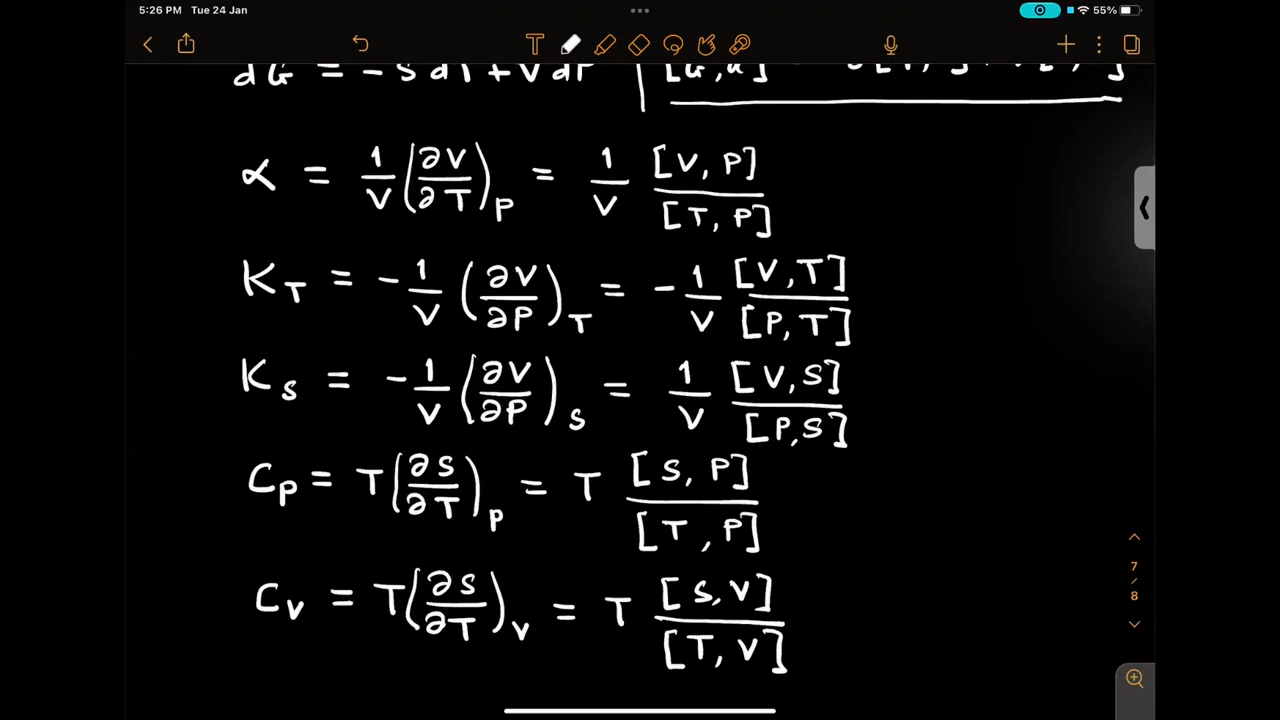 5:26 PM Tue 24 Jan 55%
dG = -SdT + VdP
α = 1/V (∂V/∂T)_P = 1/V [V, P]/[T, P]
K_T = -1/V (∂V/∂P)_T = -1/V [V, T]/[P, T]
K_S = -1/V (∂V/∂P)_S = 1/V [V, S]/[P, S]
C_P = T(∂S/∂T)_P = T [S, P]/[T, P]
C_V = T(∂S/∂T)_V = T [S, V]/[T, V]
7
8